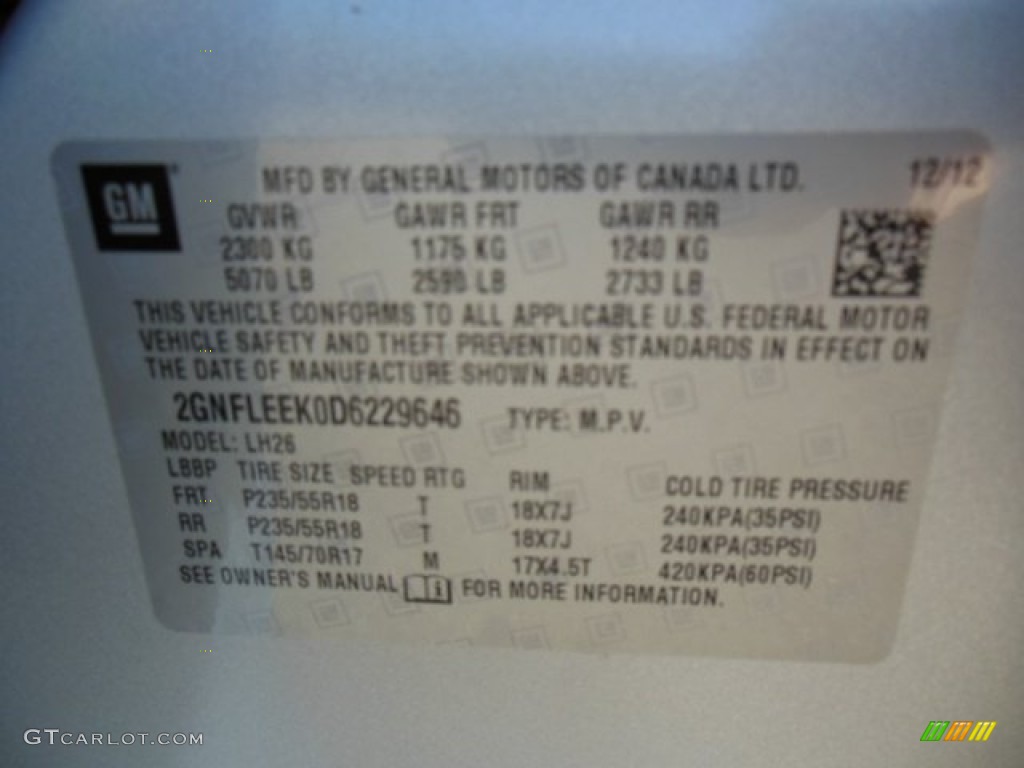 GM
MFD BY GENERAL MOTORS OF CANADA LTD. 12/12
GVWR GAWR FRT GAWR RR
2300 KG 1175 KG 1240 KG
5070 LB 2590 LB 2733 LB
THIS VEHICLE CONFORMS TO ALL APPLICABLE U.S. FEDERAL MOTOR
VEHICLE SAFETY AND THEFT PREVENTION STANDARDS IN EFFECT ON
THE DATE OF MANUFACTURE SHOWN ABOVE.
2GNFLEEK0D6229646 TYPE: M.P.V.
MODEL: LH26
LBBP TIRE SIZE SPEED RTG RIM COLD TIRE PRESSURE
FRT P235/55R18 T 18X7J 240KPA(35PSI)
RR P235/55R18 T 18X7J 240KPA(35PSI)
SPA T145/70R17 M 17X4.5T 420KPA(60PSI)
SEE OWNER'S MANUAL FOR MORE INFORMATION.
GTCARLOT.COM